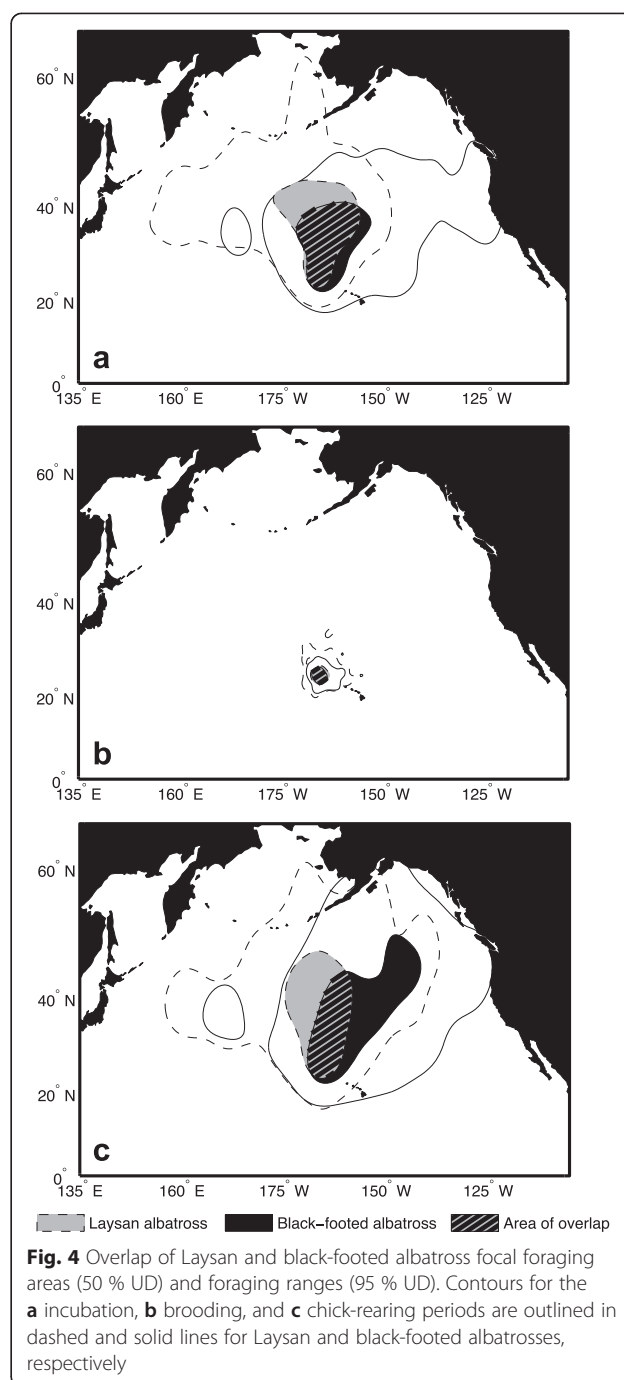 60° N
40° N
20° N
a
0°
135° E 160° E 175° W 150° W 125° W
60° N
40° N
20° N
b
0°
135° E 160° E 175° W 150° W 125° W
60° N
40° N
20° N
c
0°
135° E 160° E 175° W 150° W 125° W
Laysan albatross Black-footed albatross Area of overlap
Fig. 4 Overlap of Laysan and black-footed albatross focal foraging
areas (50 % UD) and foraging ranges (95 % UD). Contours for the
a incubation, b brooding, and c chick-rearing periods are outlined in
dashed and solid lines for Laysan and black-footed albatrosses,
respectively